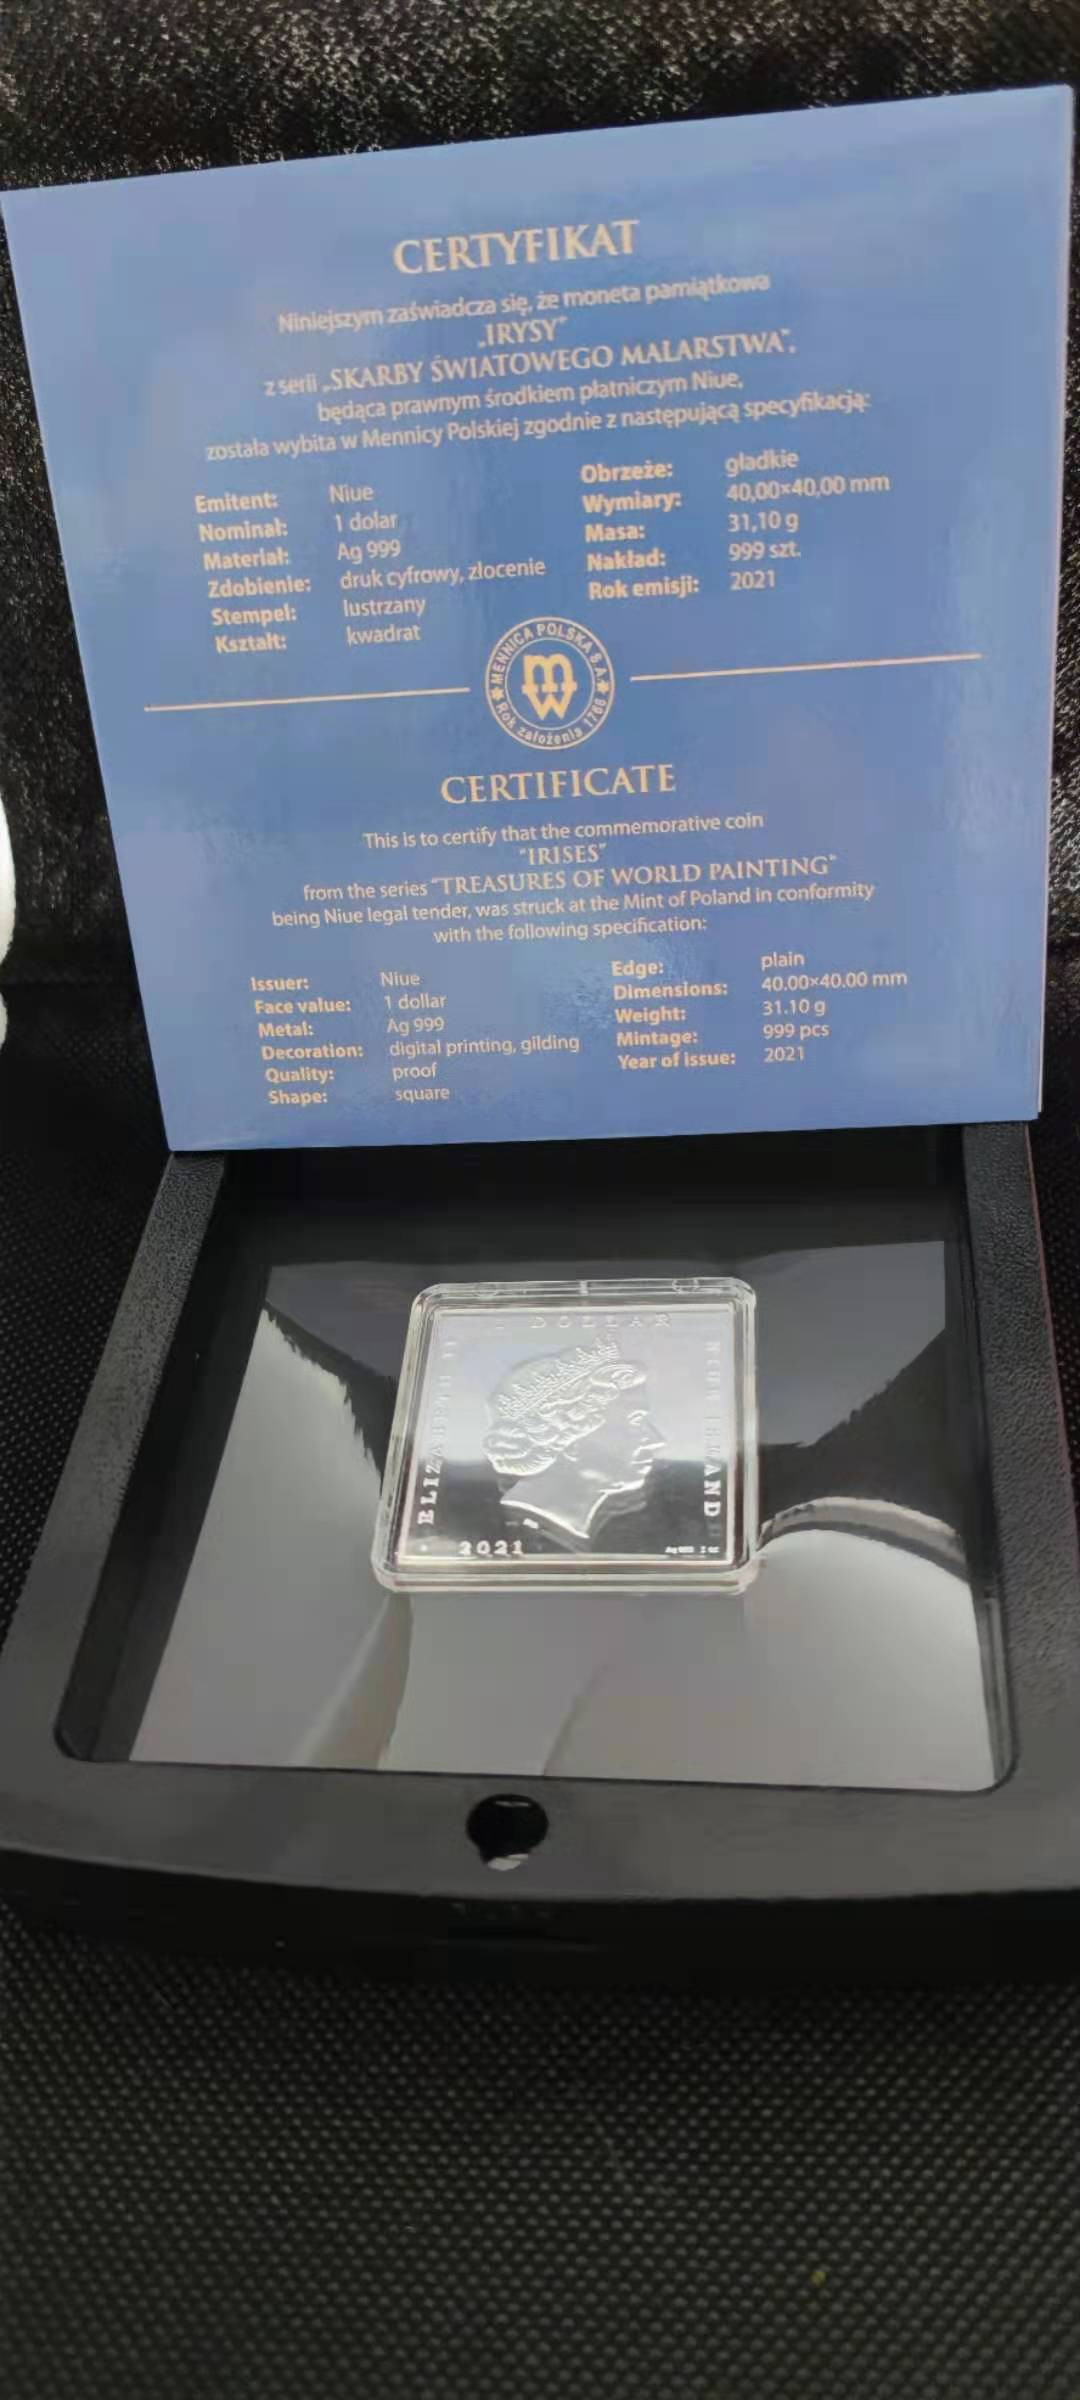 CERTYFIKAT
Niniejszym zaświadcza się, że moneta pamiątkowa
„IRYSY”
z serii „SKARBY ŚWIATOWEGO MALARSTWA”,
będąca prawnym środkiem płatniczym Niue,
została wybita w Mennicy Polskiej zgodnie z następującą specyfikacją:
Emitent: Niue
Nominał: 1 dolar
Materiał: Ag 999
Zdobienie: druk cyfrowy, złocenie
Stempel: lustrzany
Kształt: kwadrat
Obrzeże: gładkie
Wymiary: 40,00×40,00 mm
Masa: 31,10 g
Nakład: 999 szt.
Rok emisji: 2021
MENNICA POLSKA S.A.
Rok założenia 1766
CERTIFICATE
This is to certify that the commemorative coin
"IRISES"
from the series "TREASURES OF WORLD PAINTING"
being Niue legal tender, was struck at the Mint of Poland in conformity
with the following specification:
Issuer: Niue
Face value: 1 dollar
Metal: Ag 999
Decoration: digital printing, gilding
Quality: proof
Shape: square
Edge: plain
Dimensions: 40.00×40.00 mm
Weight: 31.10 g
Mintage: 999 pcs
Year of issue: 2021
1 DOLLAR
ELIZABETH II
NIUE ISLAND
2021